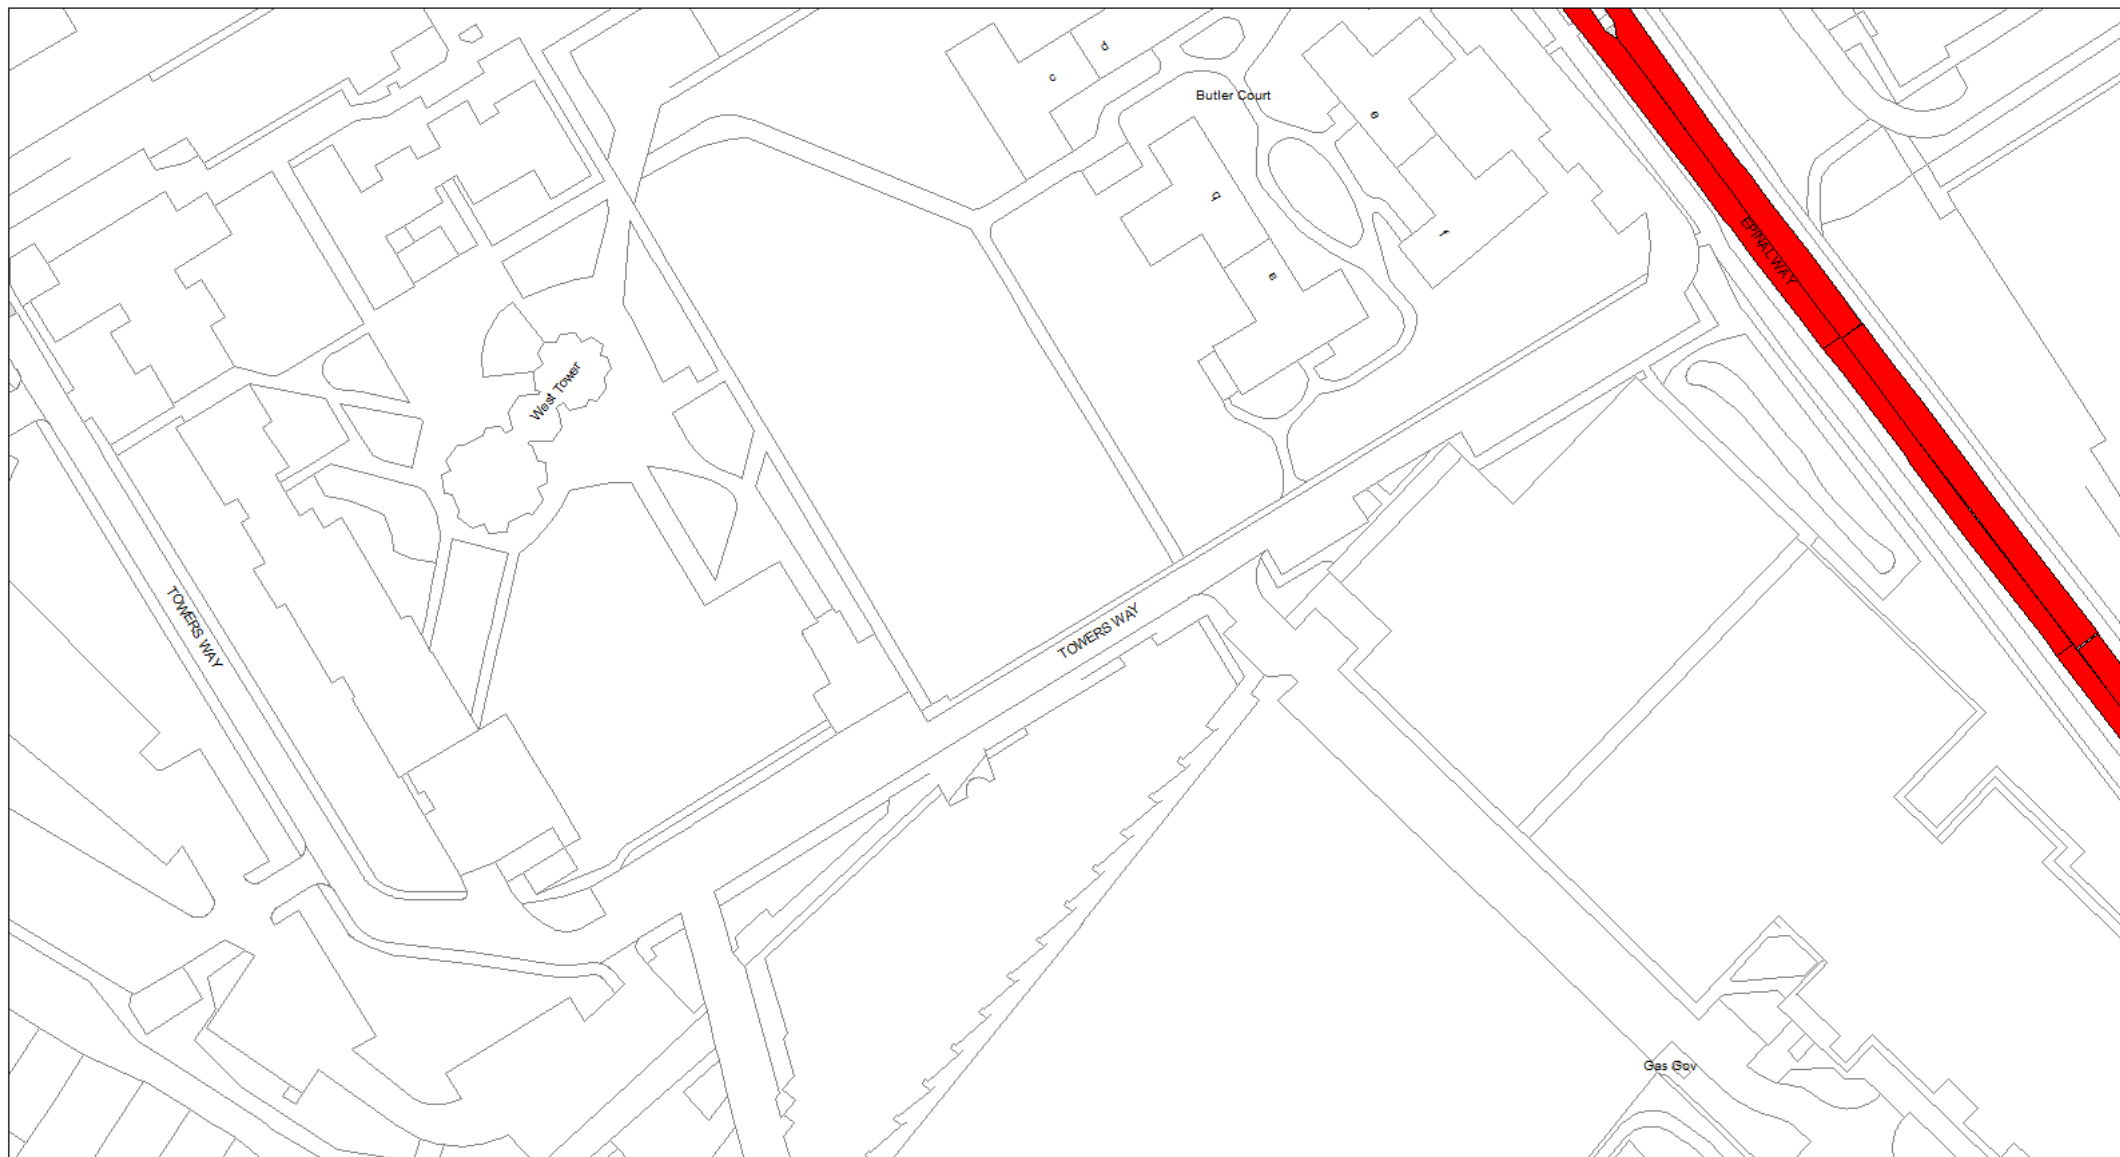 d
c
Butler Court
e
b
f
a
EPINAL WAY
West Tower
TOWERS WAY
TOWERS WAY
Gas Gov